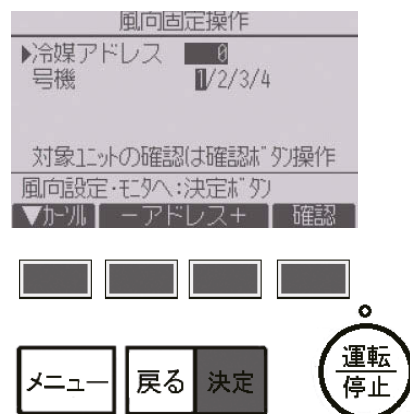 風向固定操作
▶冷媒アドレス 0
号機 1/2/3/4
対象ユニットの確認は確認ボタン操作
風向設定・モニタへ:決定ボタン
▼カーソル －アドレス＋ 確認
メニュー 戻る 決定 運転/停止